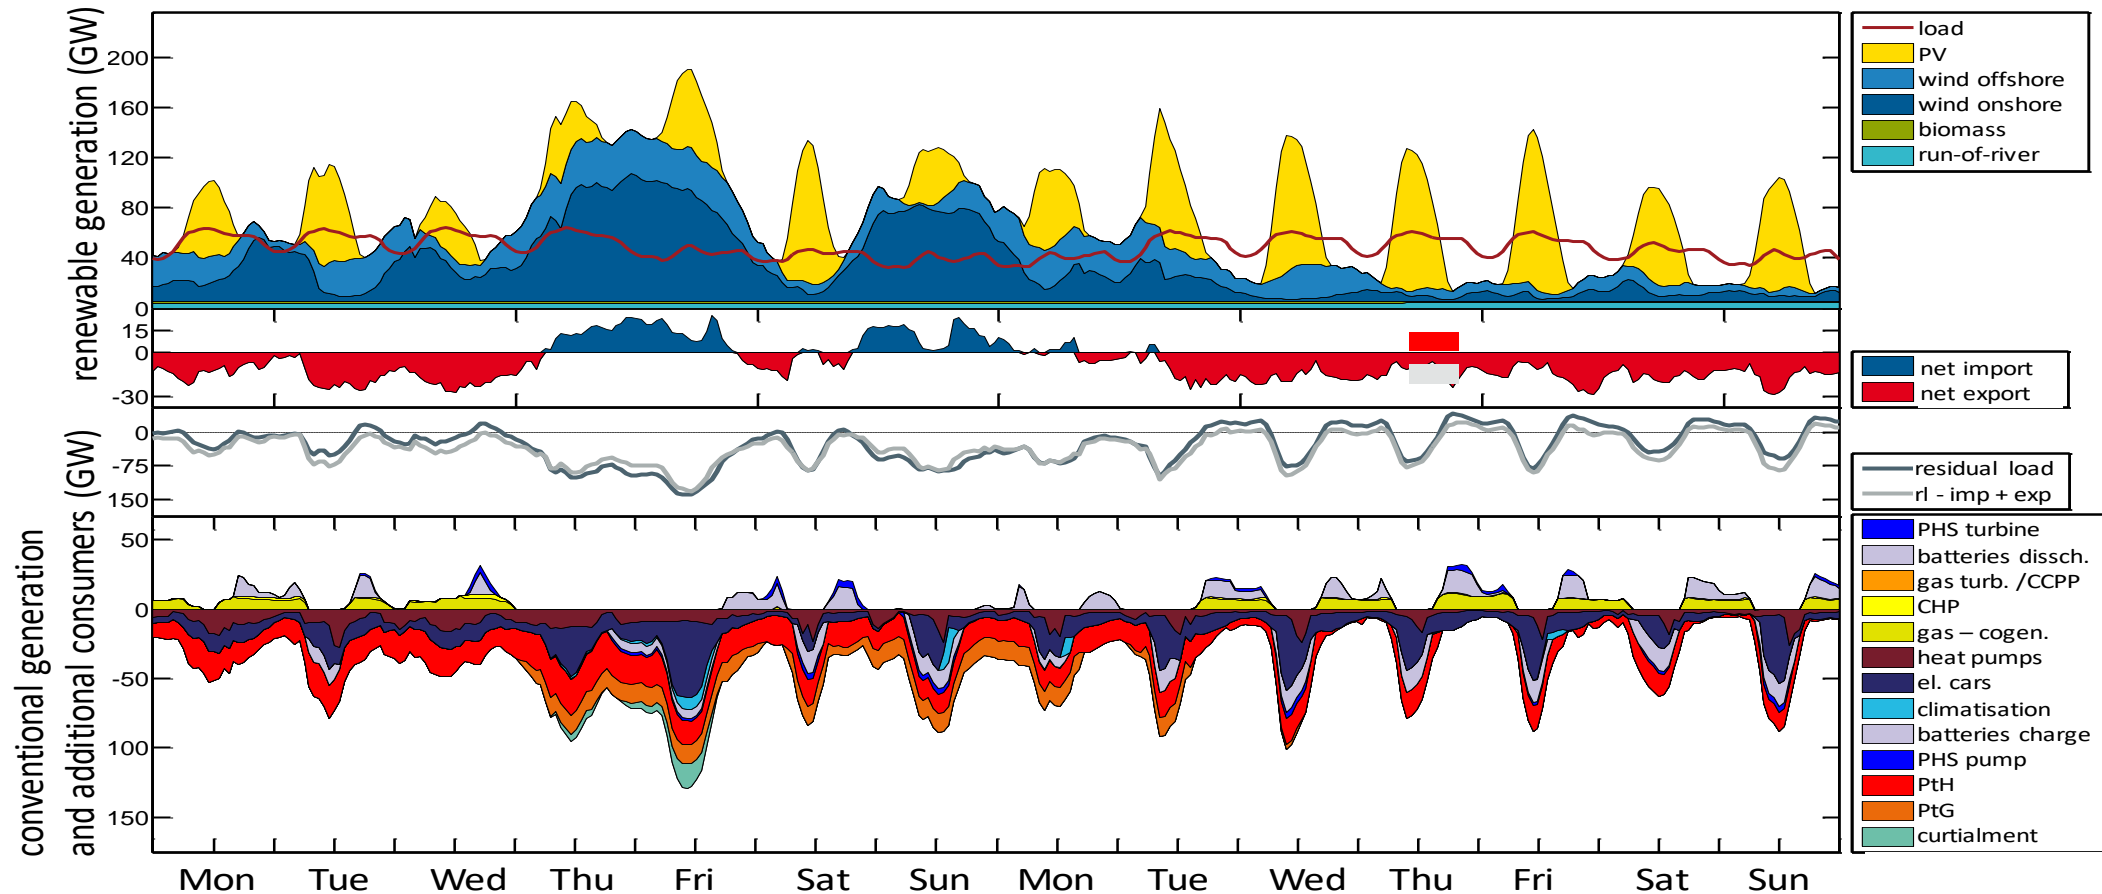 renewable generation (GW)
200
160
120
80
40
0
15
0
-30
load
PV
wind offshore
wind onshore
biomass
run-of-river
net import
net export
conventional generation
and additional consumers (GW)
0
-75
150
50
0
-50
100
150
residual load
rl - imp + exp
PHS turbine
batteries dissch.
gas turb. /CCPP
CHP
gas – cogen.
heat pumps
el. cars
climatisation
batteries charge
PHS pump
PtH
PtG
curtialment
Mon Tue Wed Thu Fri Sat Sun Mon Tue Wed Thu Fri Sat Sun